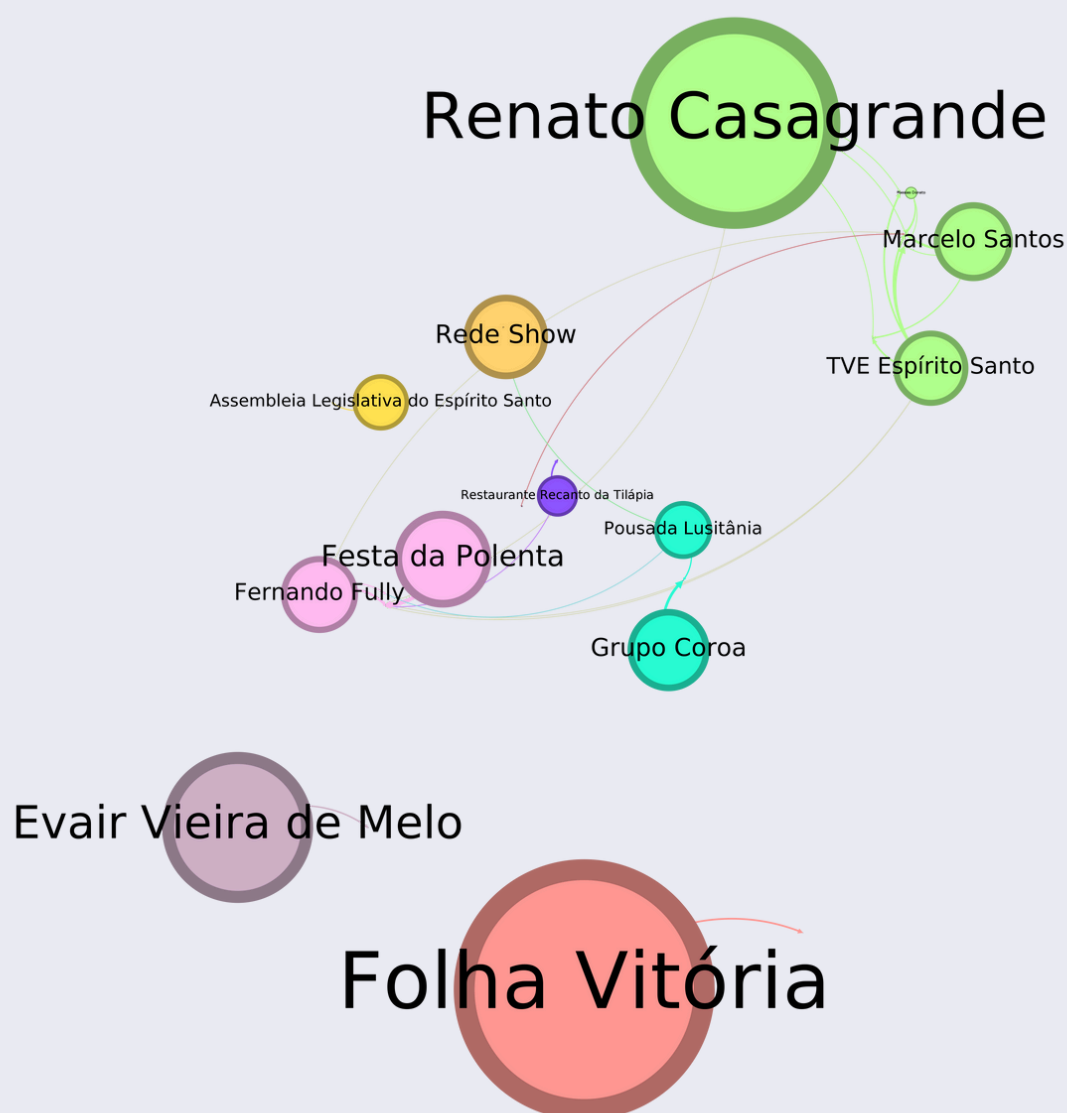 Renato Casagrande
Marcelo Santos
Rede Show
TVE Espírito Santo
Assembleia Legislativa do Espírito Santo
Restaurante Recanto da Tilápia
Pousada Lusitânia
Festa da Polenta
Fernando Fully
Grupo Coroa
Evair Vieira de Melo
Folha Vitória